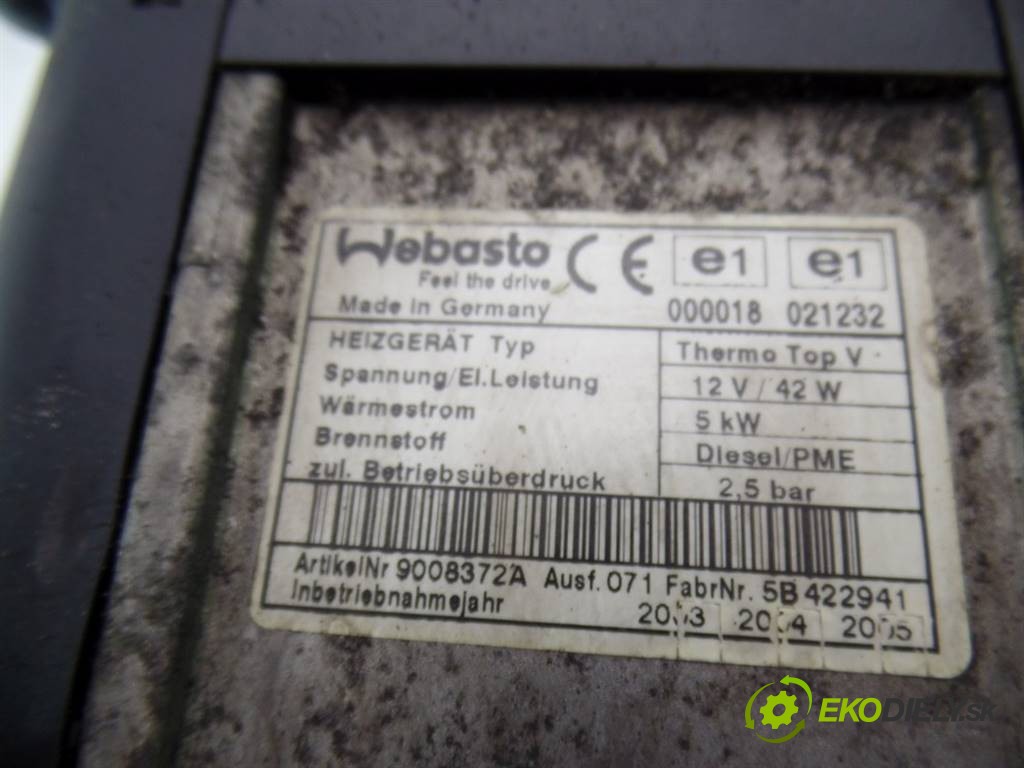 Webasto
Feel the drive
Made in Germany
CE e1 e1
000018 021232
HEIZGERÄT Typ Thermo Top V
Spannung/El.Leistung 12 V / 42 W
Wärmestrom 5 kW
Brennstoff Diesel/PME
zul. Betriebsüberdruck 2,5 bar
ArtikelNr 9008372A Ausf. 071 FabrNr. 5B 422941
Inbetriebnahmejahr 2003 2004 2005
EKODIELY.SK